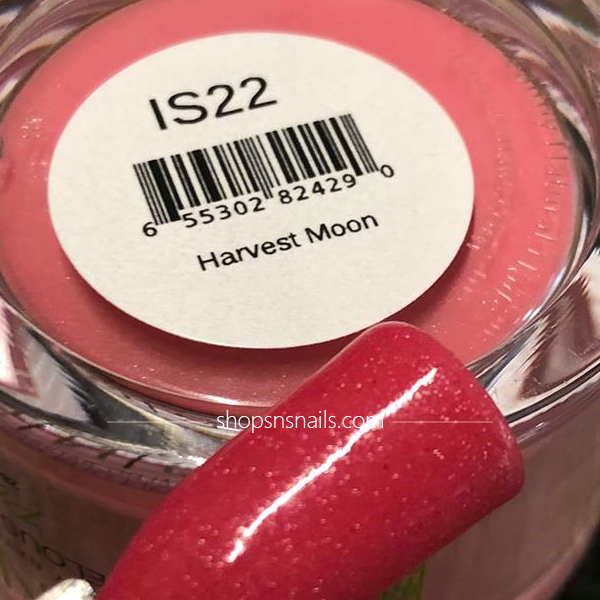 IS22
6 55302 82429 0
Harvest Moon
shopsnsnails.com